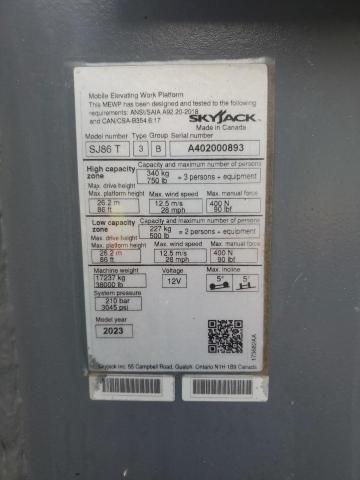 Mobile Elevating Work Platform
This MEWP has been designed and tested to the following
requirements: ANSI/SAIA A92.20-2018
and CAN/CSA-B354.6:17
SKYJACK
Made in Canada
Model number Type Group Serial number
SJ86 T 3 B A402000893
High capacity zone
Capacity and maximum number of persons
340 kg
750 lb = 3 persons + equipment
Max. drive height
Max. platform height Max. wind speed Max. manual force
26.2 m 12.5 m/s 400 N
86 ft 28 mph 90 lbf
Low capacity zone
Capacity and maximum number of persons
227 kg
500 lb = 2 persons + equipment
Max. drive height
Max. platform height Max. wind speed Max. manual force
26.2 m 12.5 m/s 400 N
86 ft 28 mph 90 lbf
Machine weight Voltage Max. incline
17237 kg 12V 5° 5°
38000 lb
System pressure
210 bar
3045 psi
Model year
2023
Skyjack Inc. 55 Campbell Road, Guelph, Ontario N1H 1B9 Canada